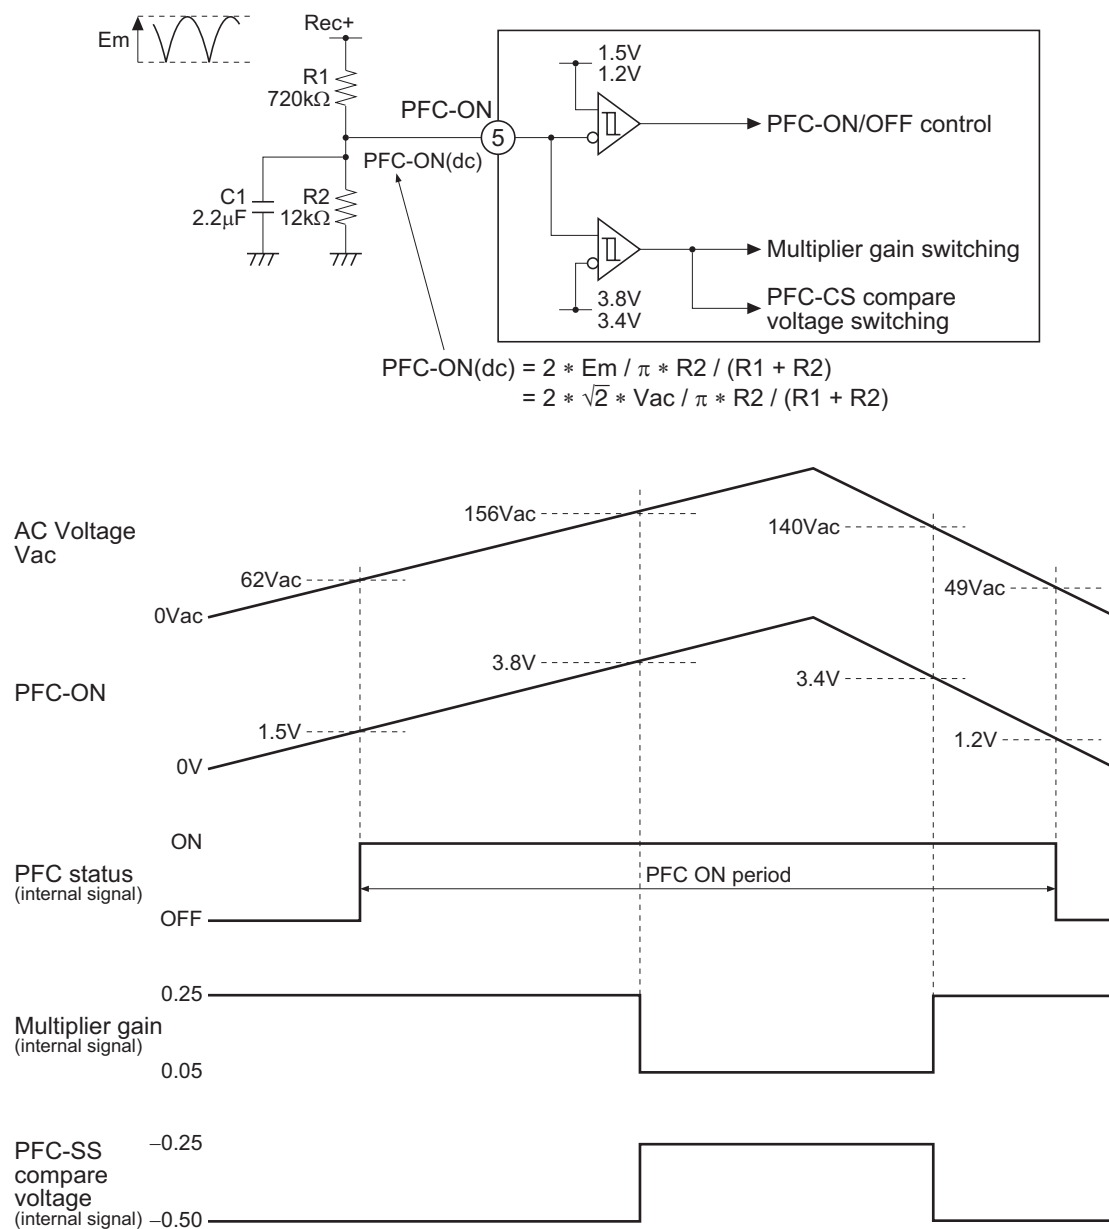 Em
Rec+
R1
720kΩ
PFC-ON
5
PFC-ON(dc)
C1
2.2μF
R2
12kΩ
1.5V
1.2V
PFC-ON/OFF control
Multiplier gain switching
3.8V
3.4V
PFC-CS compare
voltage switching
PFC-ON(dc) = 2 * Em / π * R2 / (R1 + R2)
= 2 * √2 * Vac / π * R2 / (R1 + R2)
AC Voltage
Vac
156Vac
140Vac
62Vac
49Vac
0Vac
PFC-ON
3.8V
3.4V
1.5V
1.2V
0V
PFC status
(internal signal)
ON
PFC ON period
OFF
Multiplier gain
(internal signal)
0.25
0.05
PFC-SS
compare
voltage
(internal signal)
–0.25
–0.50